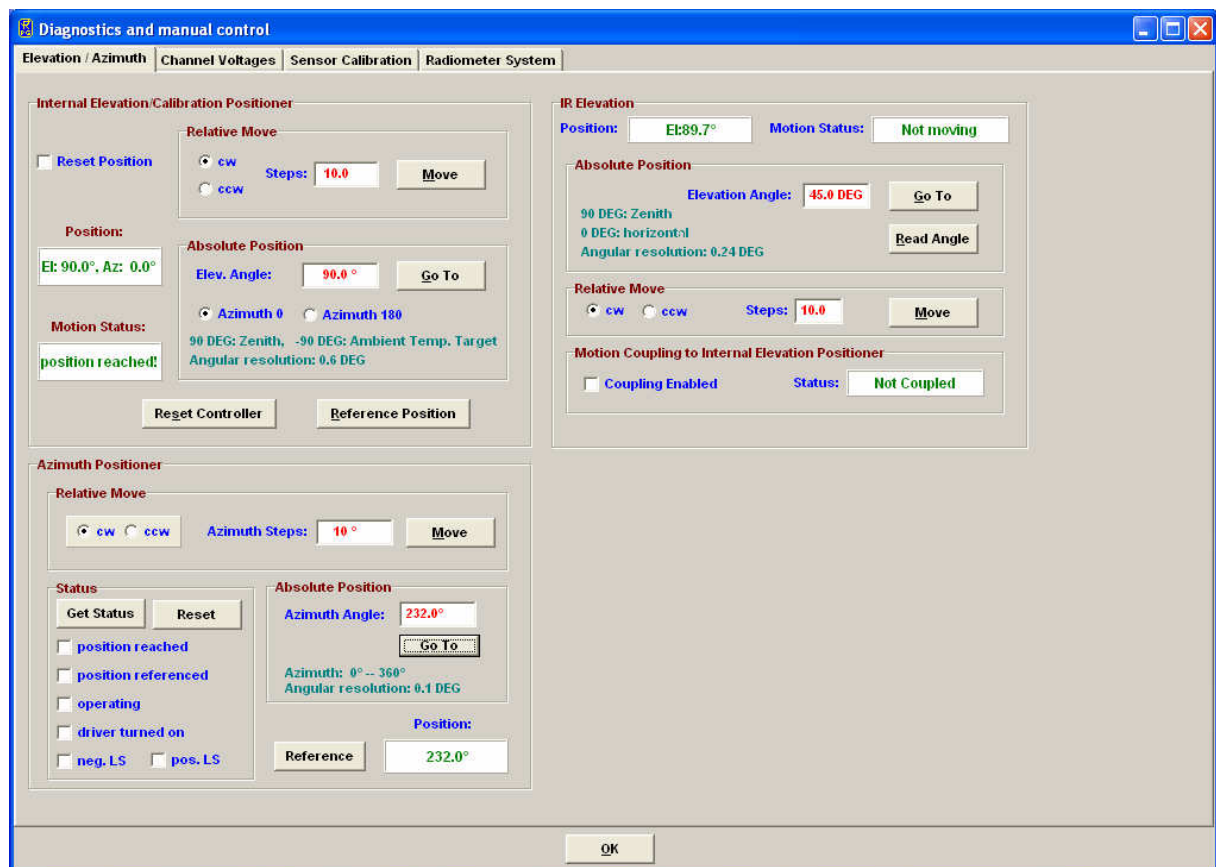 Diagnostics and manual control
Elevation / Azimuth
Channel Voltages
Sensor Calibration
Radiometer System
Internal Elevation/Calibration Positioner
Reset Position
Relative Move
cw
ccw
Steps:
10.0
Move
Position:
El: 90.0°, Az: 0.0°
Motion Status:
position reached!
Absolute Position
Elev. Angle:
90.0 °
Go To
Azimuth 0
Azimuth 180
90 DEG: Zenith, -90 DEG: Ambient Temp. Target
Angular resolution: 0.6 DEG
Reset Controller
Reference Position
IR Elevation
Position:
El:89.7°
Motion Status:
Not moving
Absolute Position
Elevation Angle:
45.0 DEG
Go To
90 DEG: Zenith
0 DEG: horizontal
Angular resolution: 0.24 DEG
Read Angle
Relative Move
cw
ccw
Steps:
10.0
Move
Motion Coupling to Internal Elevation Positioner
Coupling Enabled
Status:
Not Coupled
Azimuth Positioner
Relative Move
cw
ccw
Azimuth Steps:
10 °
Move
Status
Get Status
Reset
position reached
position referenced
operating
driver turned on
neg. LS
pos. LS
Absolute Position
Azimuth Angle:
232.0°
Go To
Azimuth: 0° -- 360°
Angular resolution: 0.1 DEG
Position:
Reference
232.0°
OK